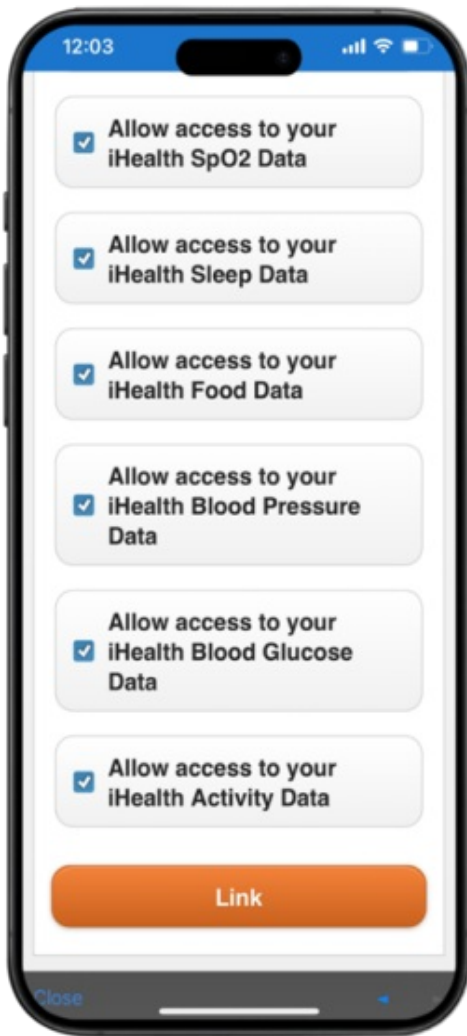 12:03
Allow access to your
iHealth SpO2 Data
Allow access to your
iHealth Sleep Data
Allow access to your
iHealth Food Data
Allow access to your
iHealth Blood Pressure
Data
Allow access to your
iHealth Blood Glucose
Data
Allow access to your
iHealth Activity Data
Link
Close